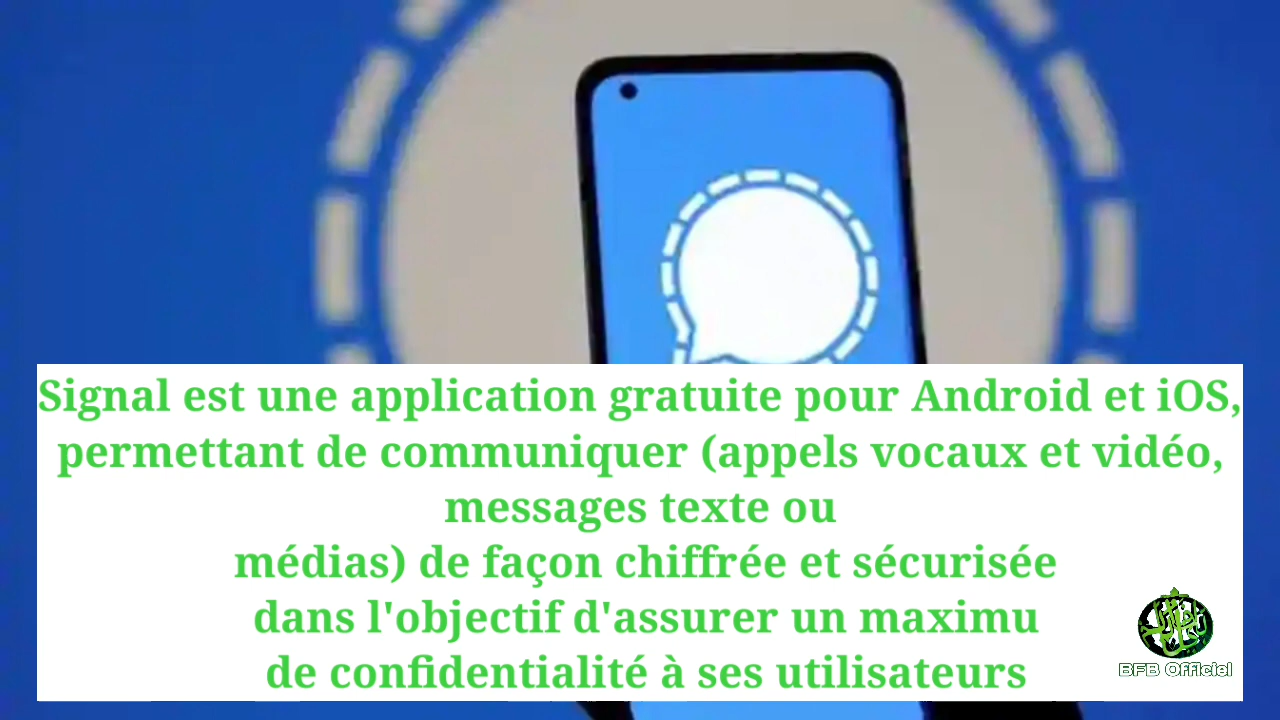 Signal est une application gratuite pour Android et iOS,
permettant de communiquer (appels vocaux et vidéo,
messages texte ou
médias) de façon chiffrée et sécurisée
dans l'objectif d'assurer un maximu
de confidentialité à ses utilisateurs
BFB Officiel